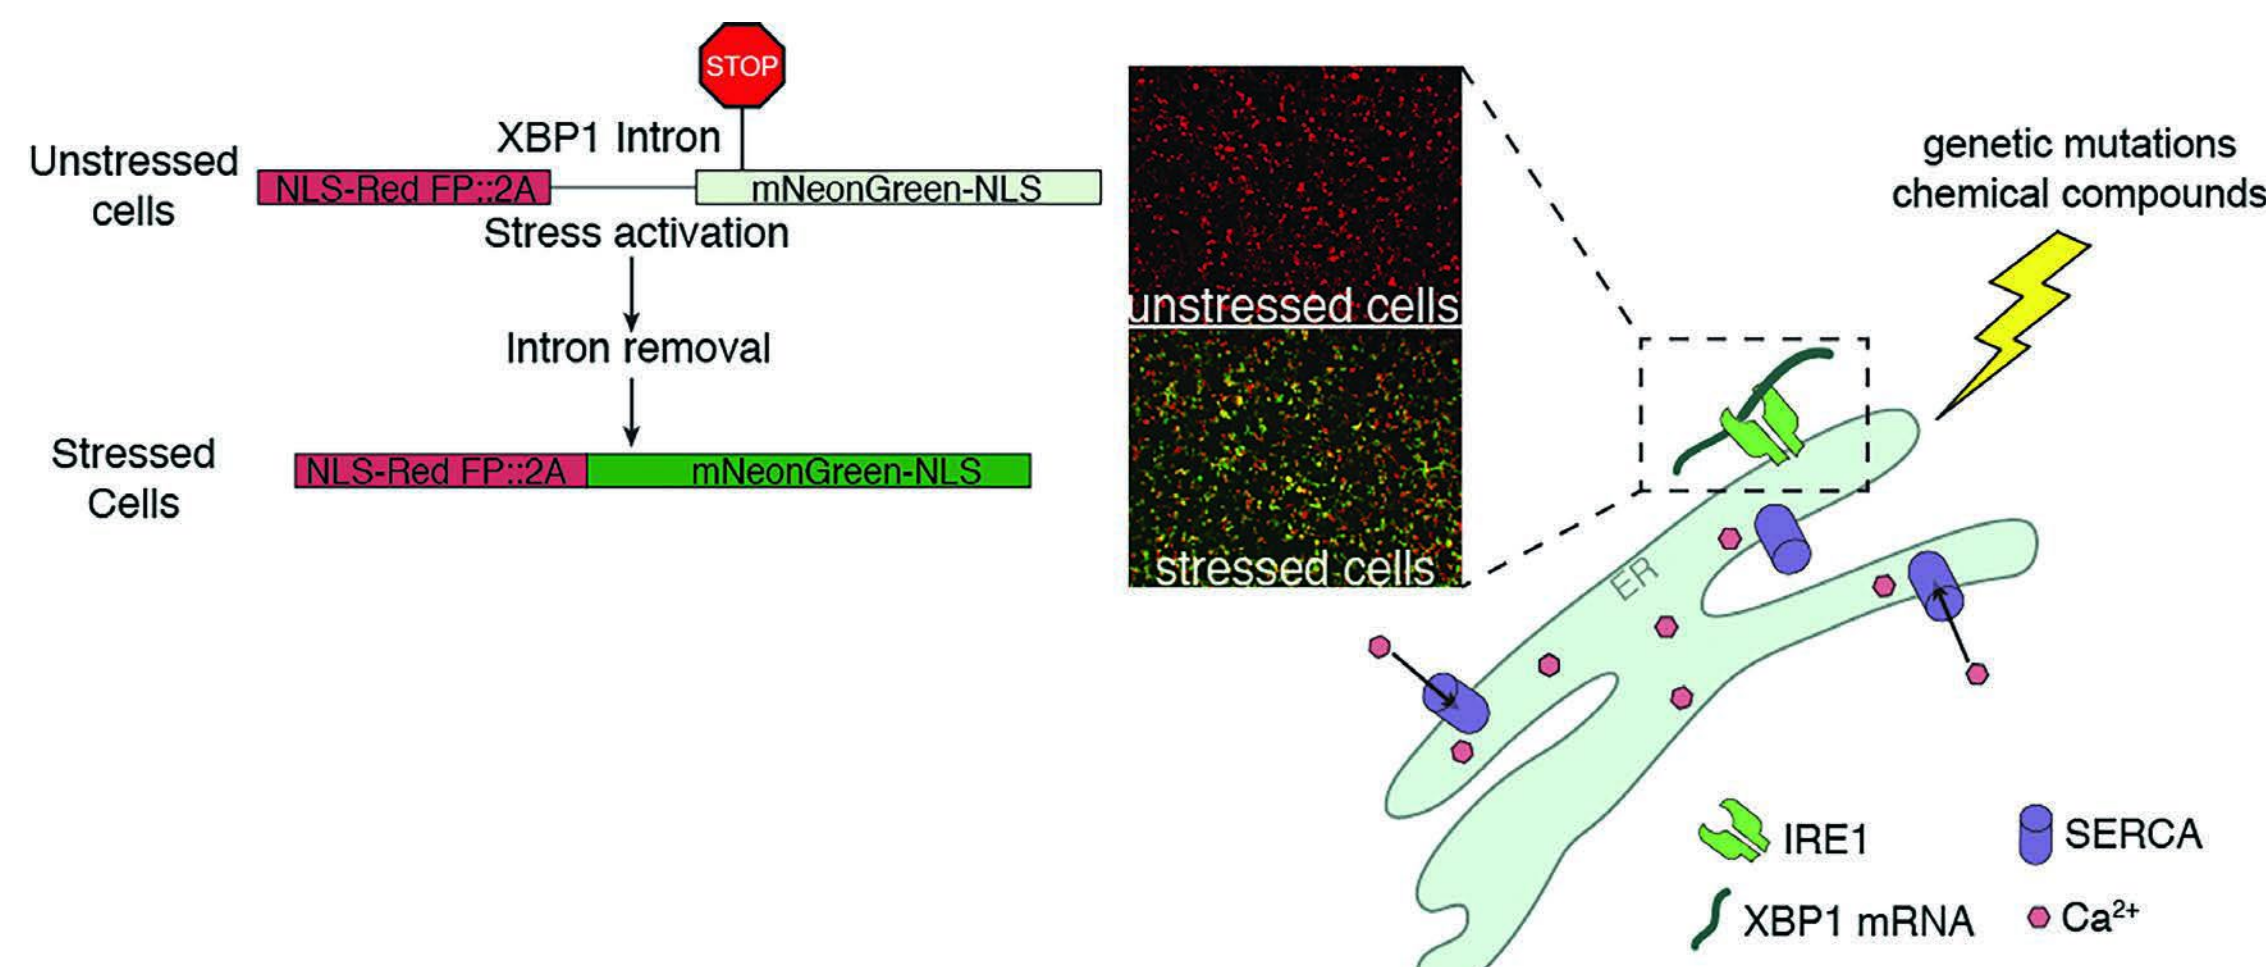 STOP
XBP1 Intron
Unstressed
cells
NLS-Red FP::2A
mNeonGreen-NLS
Stress activation
Intron removal
Stressed
Cells
NLS-Red FP::2A
mNeonGreen-NLS
unstressed cells
stressed cells
genetic mutations
chemical compounds
ER
IRE1
SERCA
XBP1 mRNA
Ca²⁺